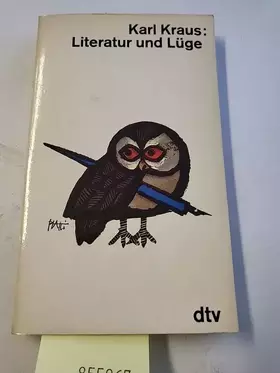 Karl Kraus:
Literatur und Lüge
dtv